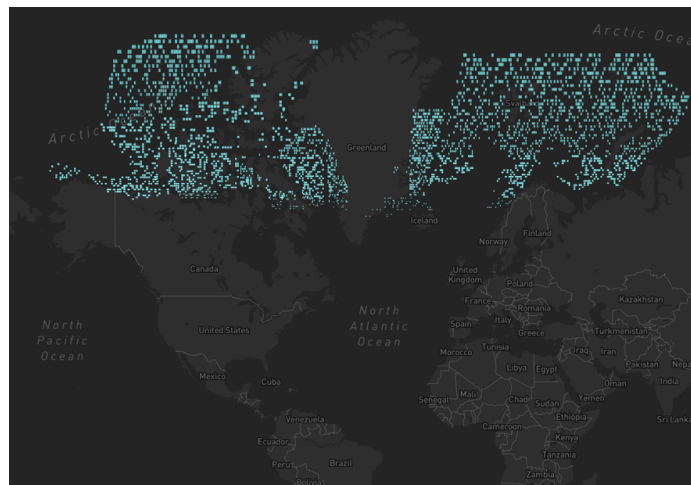 Arctic Ocea
Svalbard
Arctic
Greenland
Iceland
Finland
Norway
Canada
United
Kingdom
Poland
Kazakhstan
France
Romania
North
Atlantic
Ocean
North
Pacific
Ocean
United States
Italy
Spain
Greece
Turkmenistan
Morocco
Tunisia
Iraq
Iran
Pakistan
Nepa
Mexico
Cuba
Libya
Egypt
Oman
India
Senegal
Mali
Chad
Sudan
Yemen
Venezuela
Cameroon
Ethiopia
Sri Lanka
Ecuador
Kenya
Peru
Brazil
Tanzania
Zambia
Bolivia